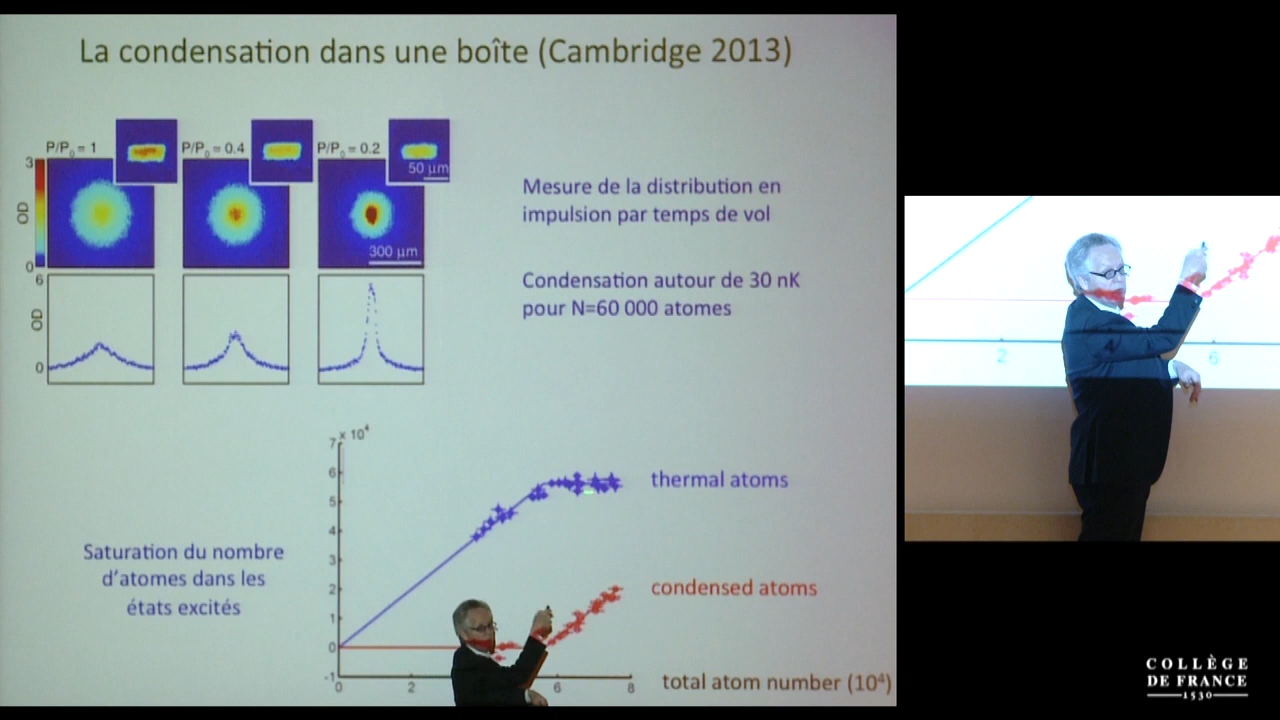 La condensation dans une boîte (Cambridge 2013)
P/P₀ = 1
P/P₀ = 0.4
P/P₀ = 0.2
50 µm
3
OD
0
300 µm
6
OD
0
Mesure de la distribution en
impulsion par temps de vol
Condensation autour de 30 nK
pour N=60 000 atomes
Saturation du nombre
d'atomes dans les
états excités
7 x 10⁴
6
5
4
3
2
1
0
-1
0
2
6
8
thermal atoms
condensed atoms
total atom number (10⁴)
2
6
COLLÈGE
DE FRANCE
1530